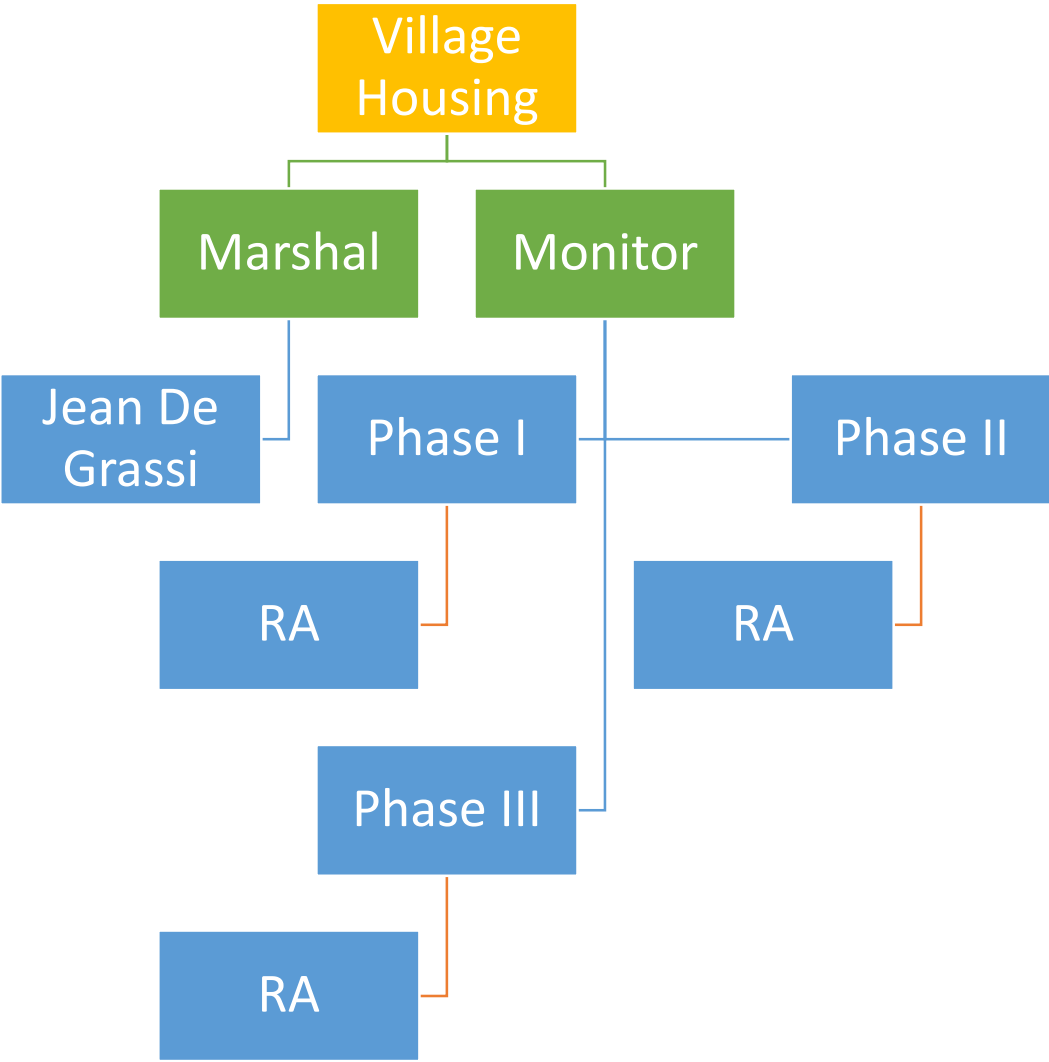 Village
Housing
Marshal
Monitor
Jean De
Grassi
Phase I
Phase II
RA
RA
Phase III
RA